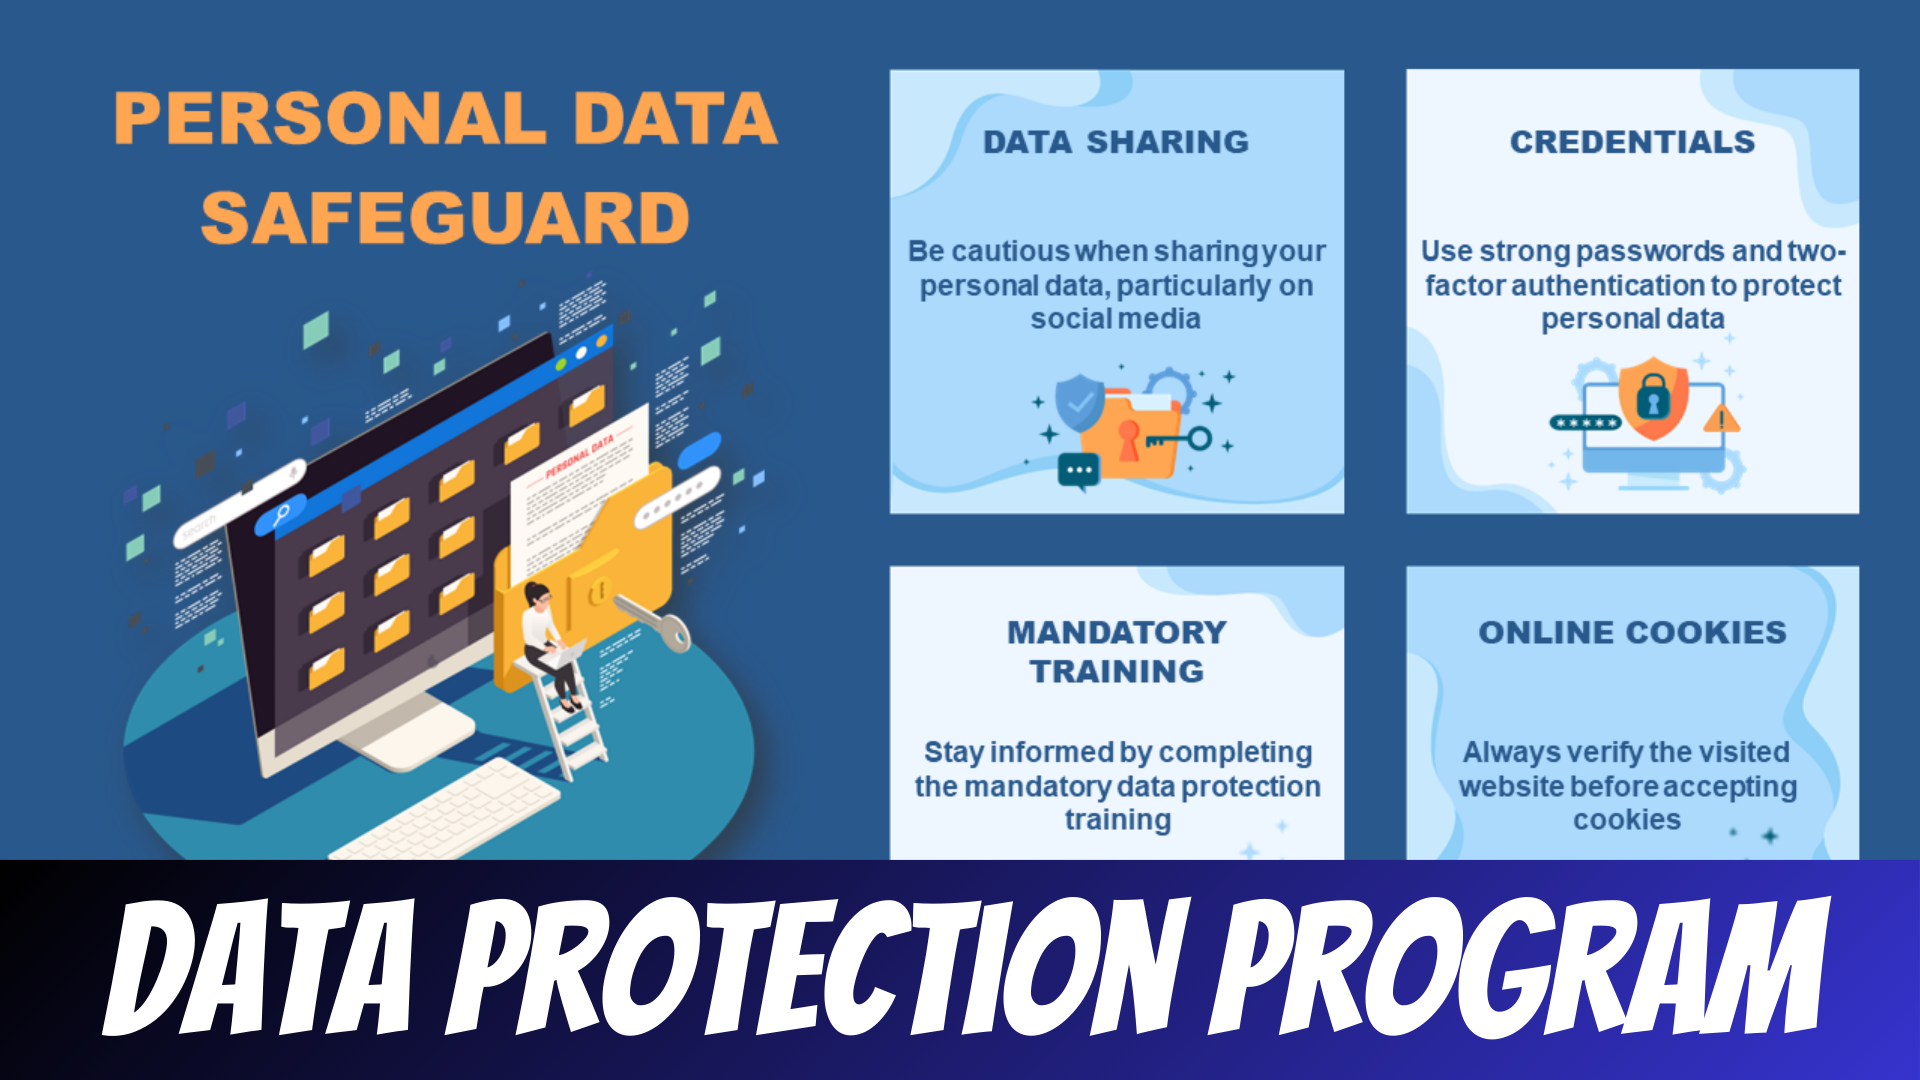 PERSONAL DATA
SAFEGUARD
search
PERSONAL DATA
DATA SHARING
Be cautious when sharing your
personal data, particularly on
social media
CREDENTIALS
Use strong passwords and two-
factor authentication to protect
personal data
*****
MANDATORY
TRAINING
Stay informed by completing
the mandatory data protection
training
ONLINE COOKIES
Always verify the visited
website before accepting
cookies
DATA PROTECTION PROGRAM